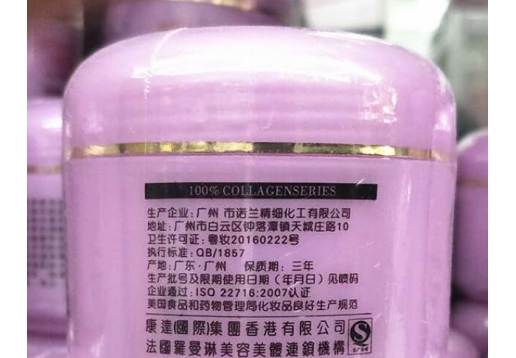 100% COLLAGENSERIES
生产企业: 广州 市诺兰精细化工有限公司
地址: 广州市白云区钟落潭镇天城庄路10
卫生许可证: 粤妆20160222号
执行标准: QB/1857
产地: 广东·广州 保质期: 三年
生产批号及限期使用日期 (年月日) 见喷码
企业通过: ISO 22716:2007认证
美国食品和药物管理局化妆品良好生产规范
康達(國際)集團香港有限公司
法國羅曼琳美容美體連鎖機構